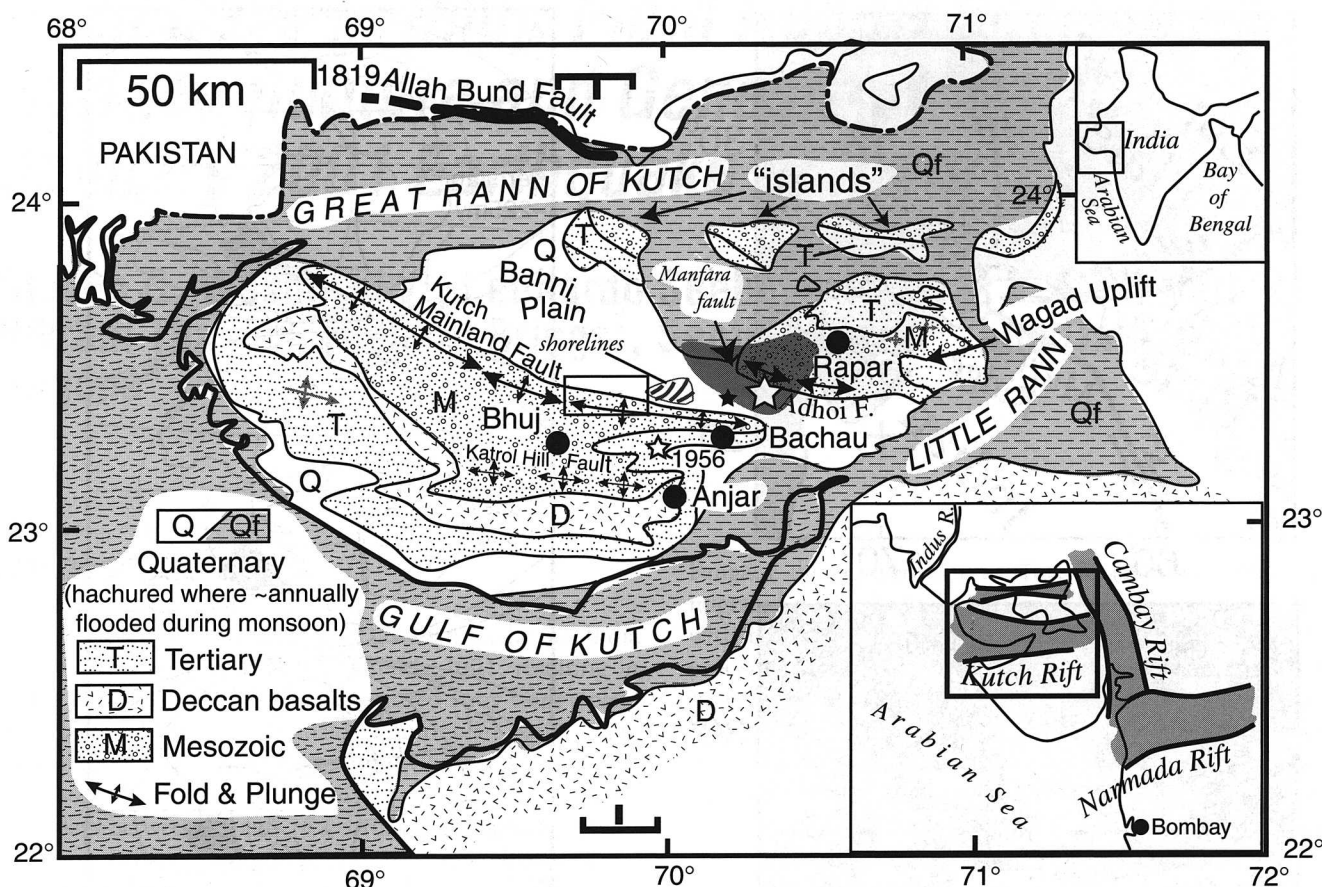 68°
69°
70°
71°
50 km
1819 Allah Bund Fault
PAKISTAN
India
Arabian
Sea
Bay
of
Bengal
Qf
24°
24°
GREAT RANN OF KUTCH
"islands"
T
Q
Banni
Plain
T
Manfara
fault
Kutch
Mainland Fault
shorelines
T
M
Wagad Uplift
Rapar
Adhoi F.
M
Bhuj
T
Bachau
LITTLE RANN
Qf
Katrol Hill Fault
1956
Anjar
Q
D
23°
23°
Q Qf
Quaternary
(hachured where ~annually
flooded during monsoon)
T Tertiary
D Deccan basalts
M Mesozoic
Fold & Plunge
GULF OF KUTCH
D
Indus R.
Cambay Rift
Kutch Rift
Arabian Sea
Narmada Rift
Bombay
22°
22°
69°
70°
71°
72°